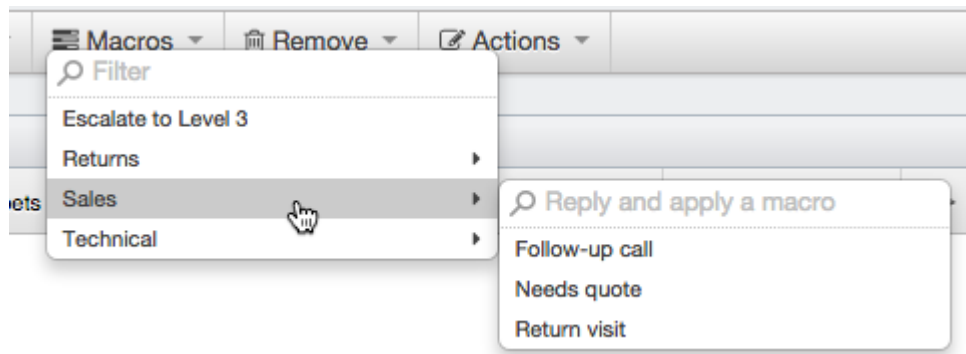 Macros Remove Actions
Filter
Escalate to Level 3
Returns
Sales
Technical
Reply and apply a macro
Follow-up call
Needs quote
Return visit